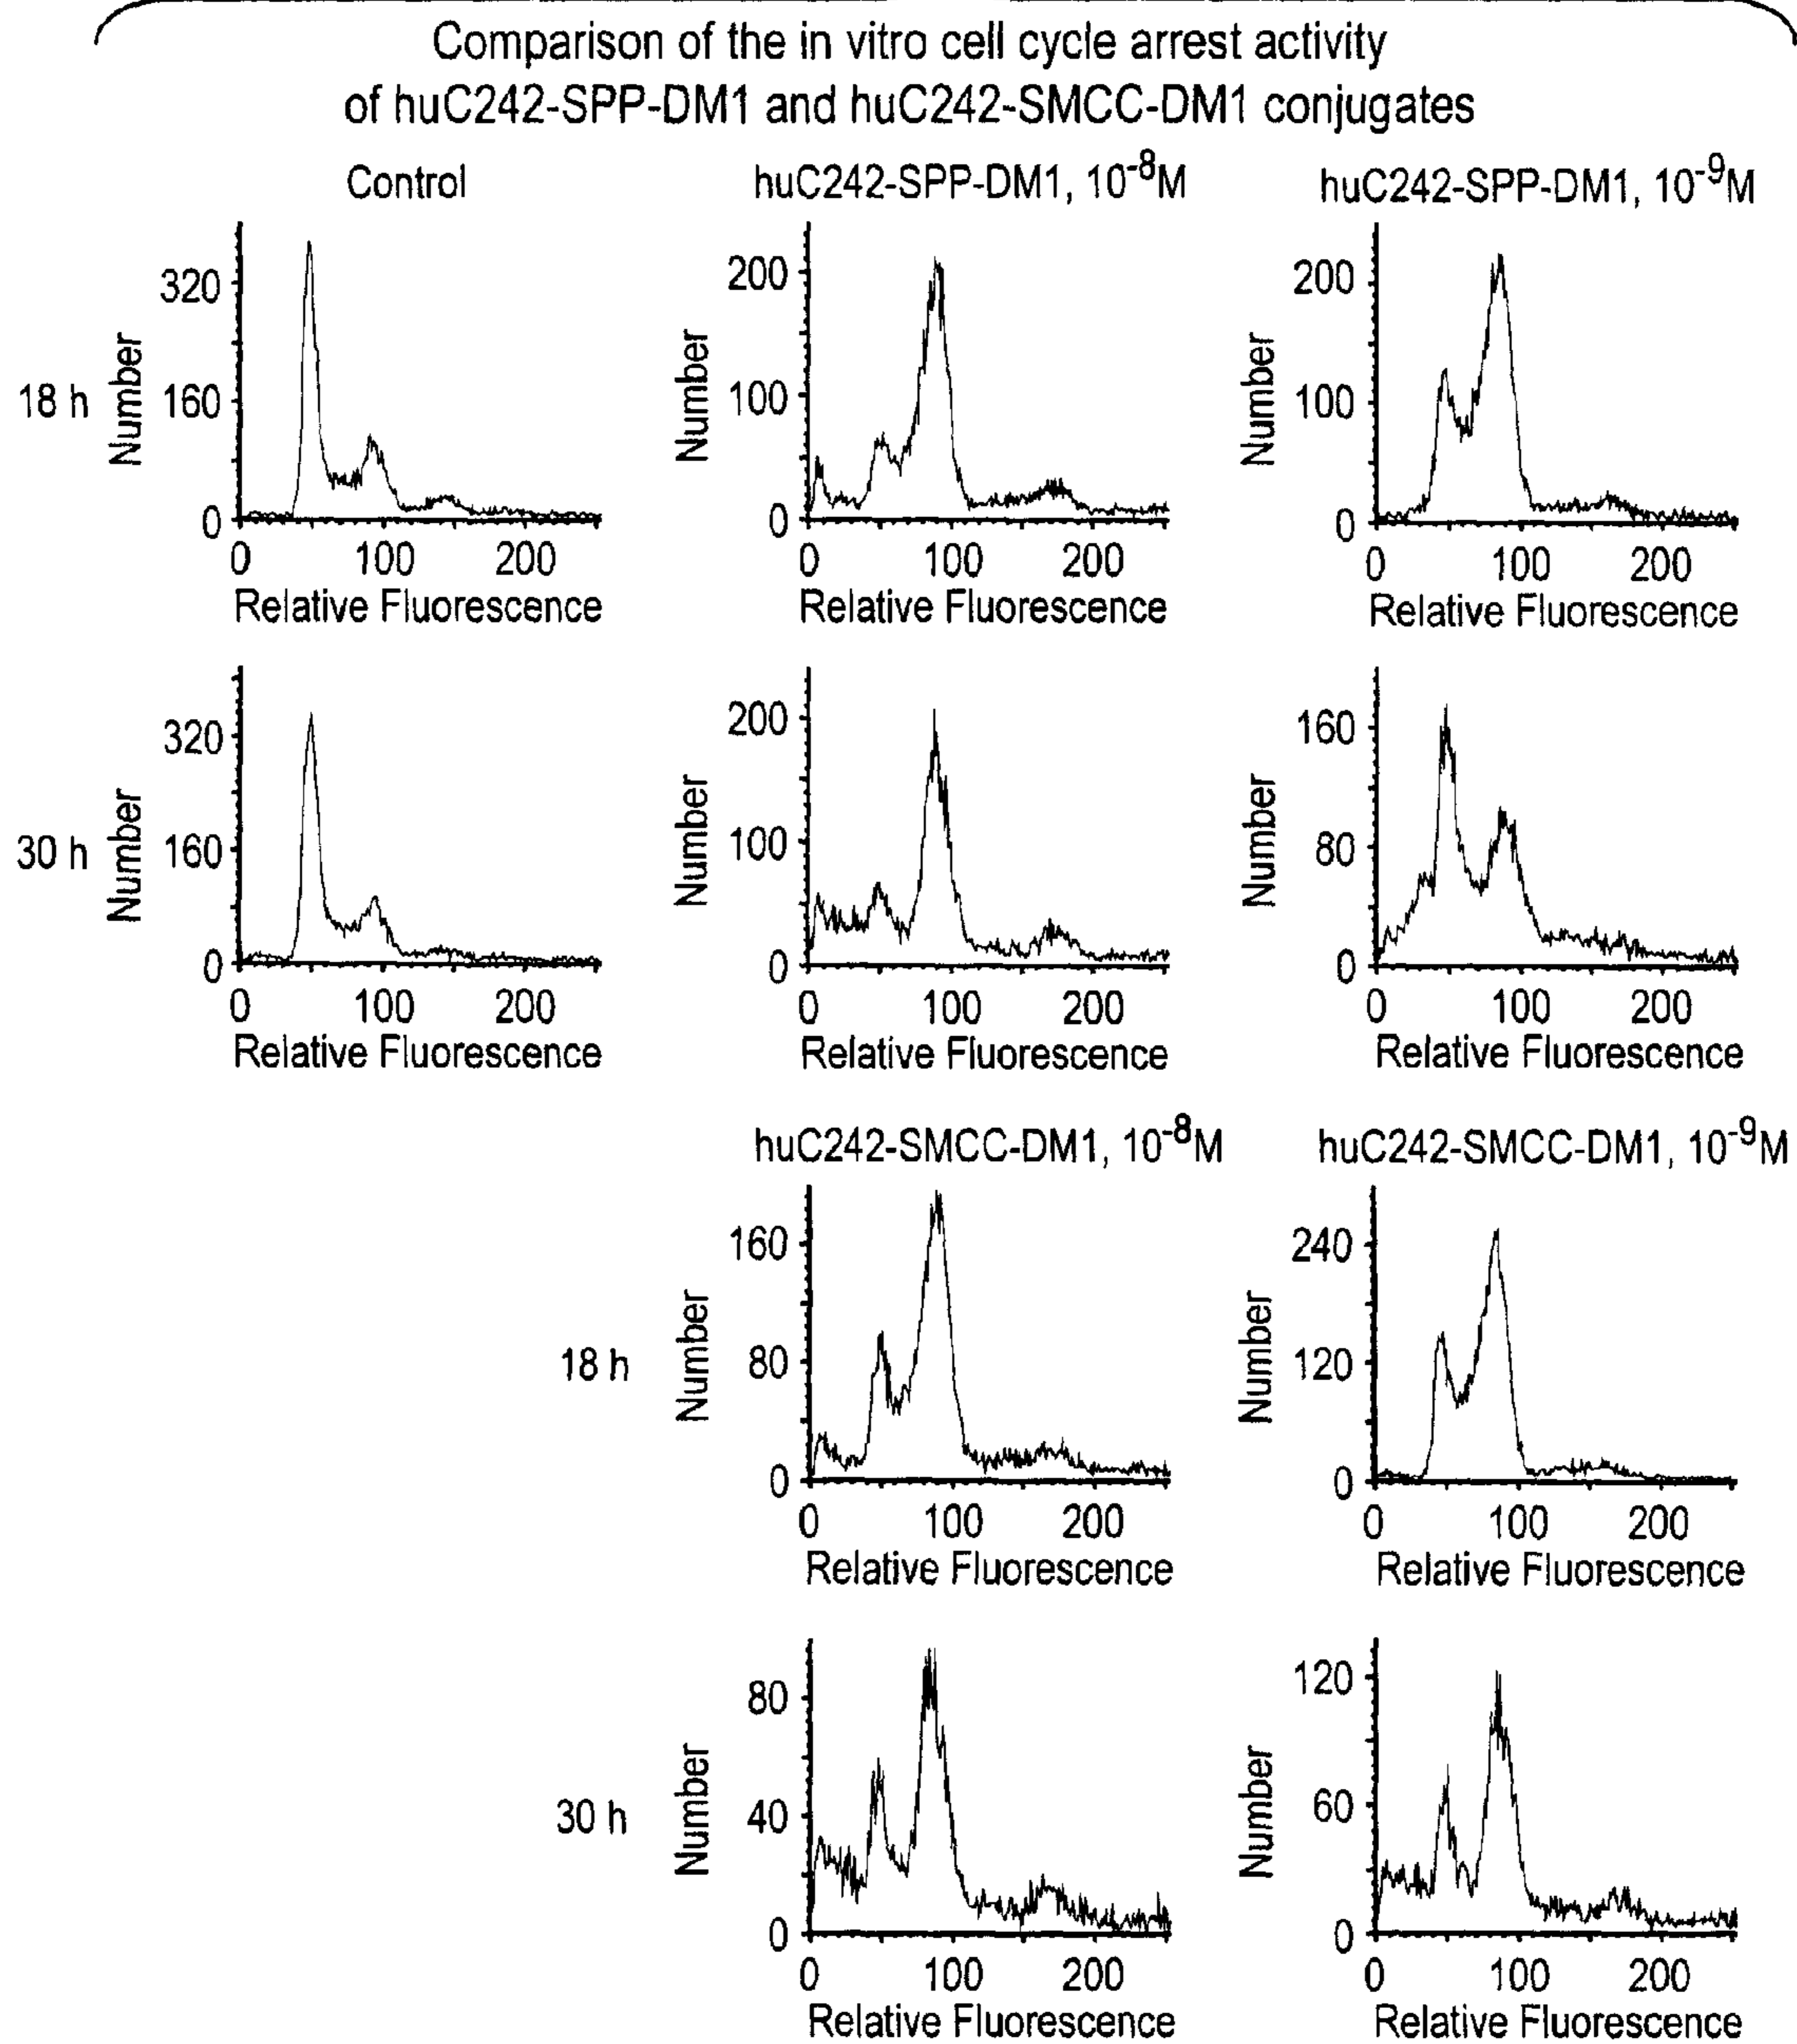 Comparison of the in vitro cell cycle arrest activity
of huC242-SPP-DM1 and huC242-SMCC-DM1 conjugates
Control
huC242-SPP-DM1, 10⁻⁸M
huC242-SPP-DM1, 10⁻⁹M
18 h
Number
320
160
0
0 100 200
Relative Fluorescence
Number
200
100
0
0 100 200
Relative Fluorescence
Number
200
100
0
0 100 200
Relative Fluorescence
30 h
Number
320
160
0
0 100 200
Relative Fluorescence
Number
200
100
0
0 100 200
Relative Fluorescence
Number
160
80
0
0 100 200
Relative Fluorescence
huC242-SMCC-DM1, 10⁻⁸M
huC242-SMCC-DM1, 10⁻⁹M
18 h
Number
160
80
0
0 100 200
Relative Fluorescence
Number
240
120
0
0 100 200
Relative Fluorescence
30 h
Number
80
40
0
0 100 200
Relative Fluorescence
Number
120
60
0
0 100 200
Relative Fluorescence